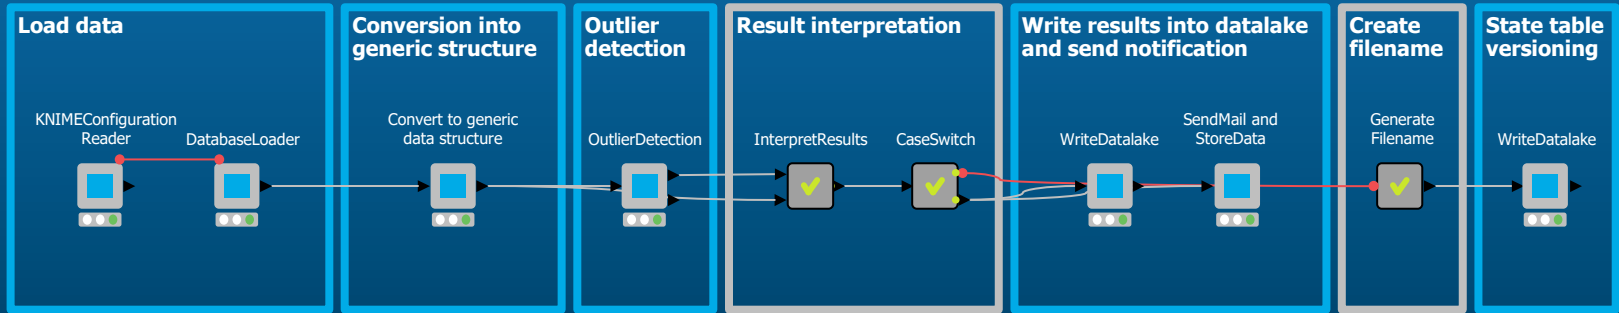 Load data
Conversion into
generic structure
Outlier
detection
Result interpretation
Write results into datalake
and send notification
Create
filename
State table
versioning
KNIMEConfiguration
Reader
DatabaseLoader
Convert to generic
data structure
OutlierDetection
InterpretResults
CaseSwitch
WriteDatalake
SendMail and
StoreData
Generate
Filename
WriteDatalake